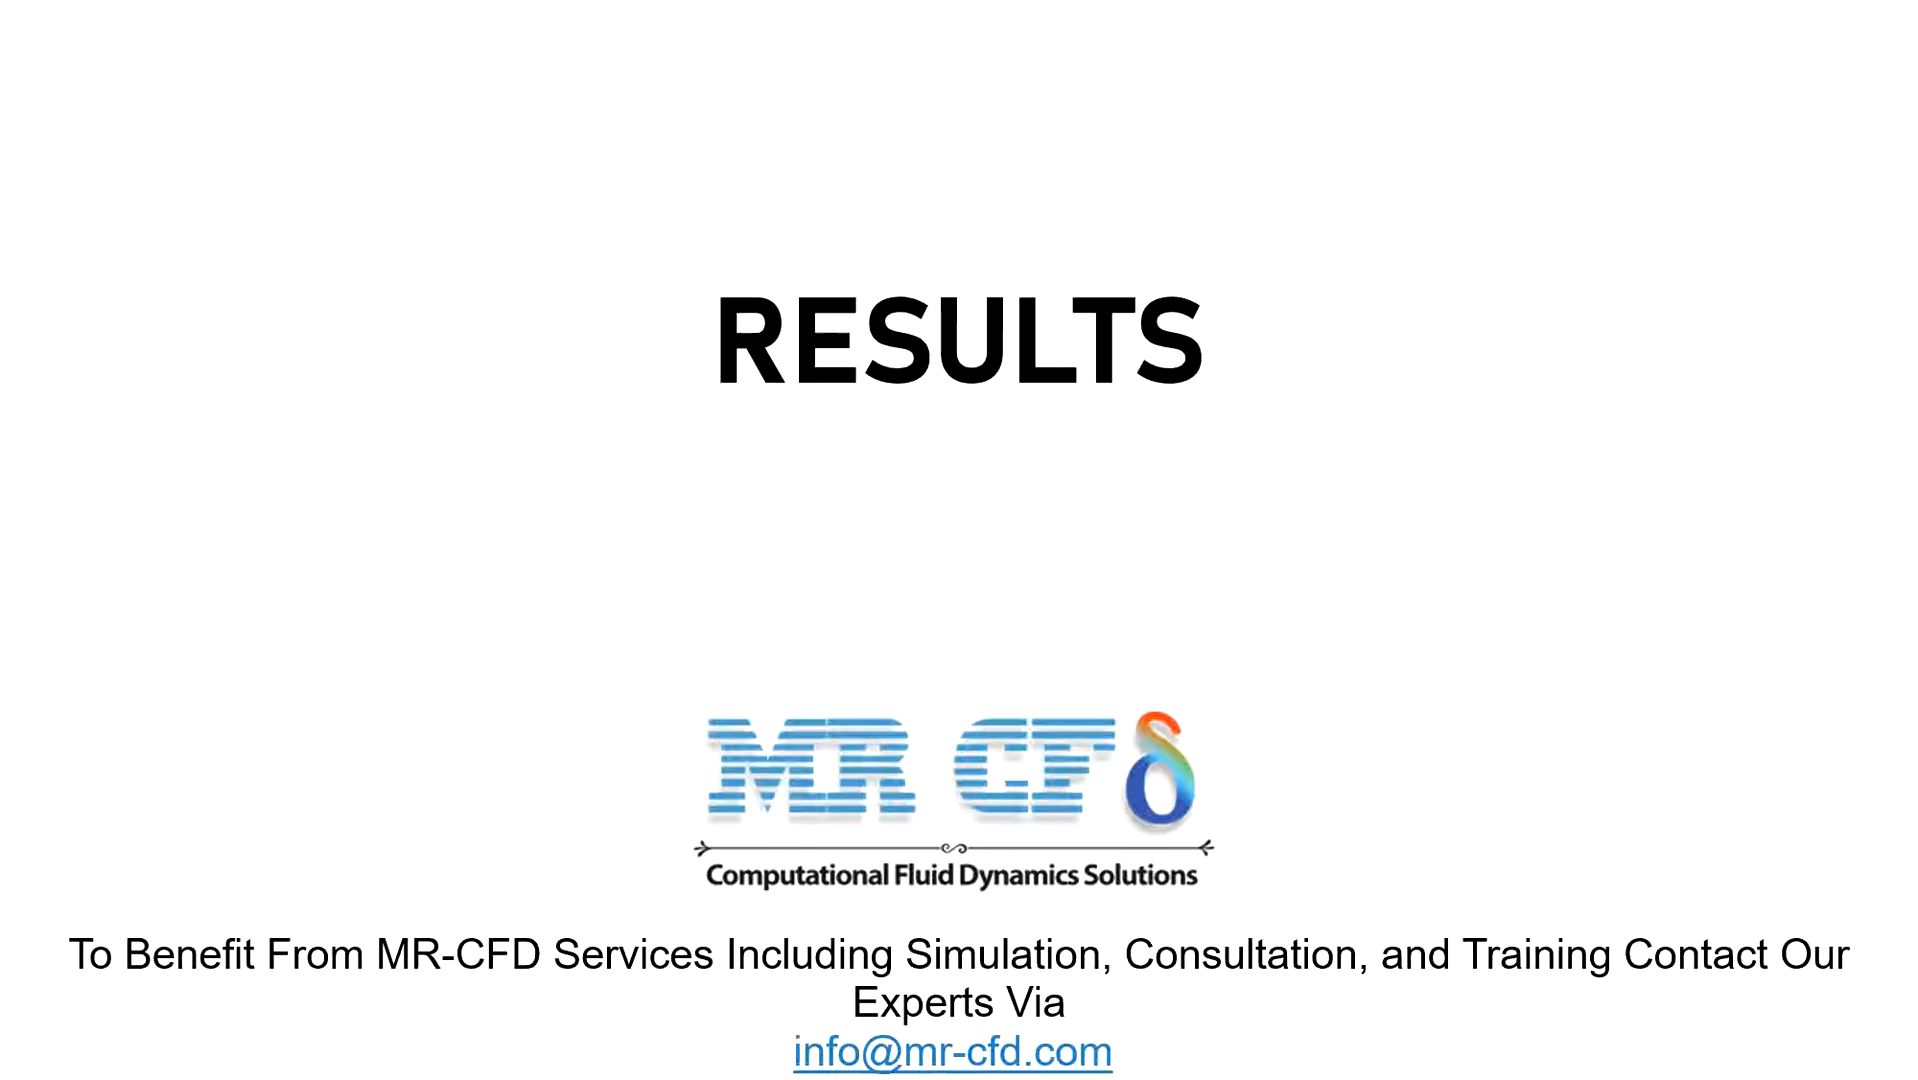 RESULTS
MR CFδ
Computational Fluid Dynamics Solutions
To Benefit From MR-CFD Services Including Simulation, Consultation, and Training Contact Our
Experts Via
info@mr-cfd.com